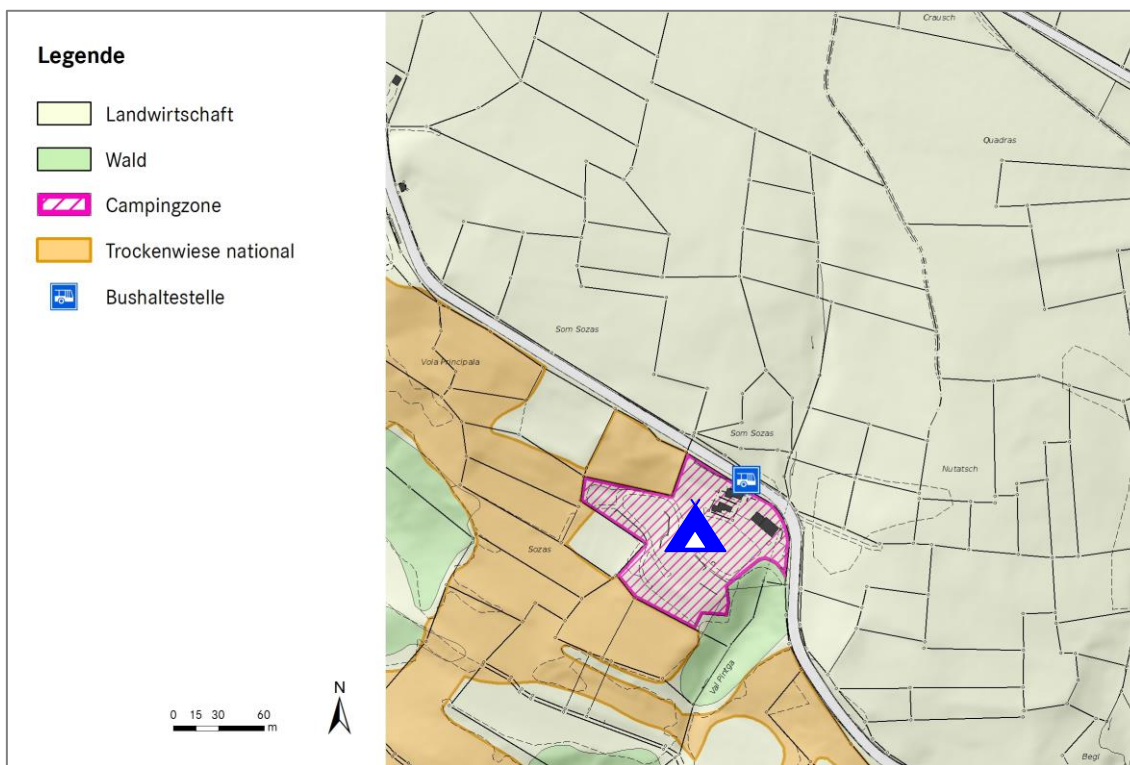 Legende
Landwirtschaft
Wald
Campingzone
Trockenwiese national
Bushaltestelle
0 15 30 60
m
N
Crausch
Quadras
Som Sozas
Voia Principala
Som Sozas
Nutatsch
Sozas
Val Pintga
Begl